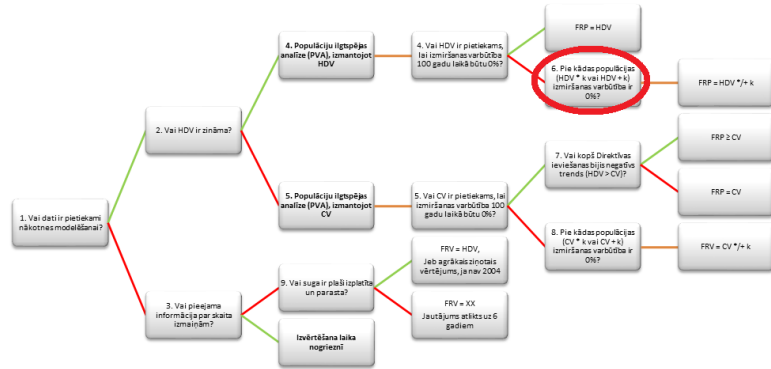 1. Vai dati ir pietiekami
nākotnes modelēšanai?
2. Vai HDV ir zināma?
3. Vai pieejama
informācija par skaita
izmaiņām?
4. Populāciju ilgtspējas
analīze (PVA), izmantojot
HDV
5. Populāciju ilgtspējas
analīze (PVA), izmantojot
CV
9. Vai suga ir plaši izplatīta
un parasta?
Izvērtēšana laika
nogrieznī
4. Vai HDV ir pietiekams,
lai izmiršanas varbūtība
100 gadu laikā būtu 0%?
5. Vai CV ir pietiekams, lai
izmiršanas varbūtība 100
gadu laikā būtu 0%?
FRV = HDV,
Jeb agrākais ziņotais
vērtējums, ja nav 2004
FRV = XX
Jautājums atlikts uz 6
gadiem
FRP = HDV
6. Pie kādas populācijas
(HDV * k vai HDV + k)
izmiršanas varbūtība ir
0%?
7. Vai kopš Direktīvas
ieviešanas bijis negatīvs
trends (HDV > CV)?
8. Pie kādas populācijas
(CV * k vai CV + k)
izmiršanas varbūtība ir
0%?
FRP = HDV */+ k
FRP ≥ CV
FRP = CV
FRV = CV */+ k